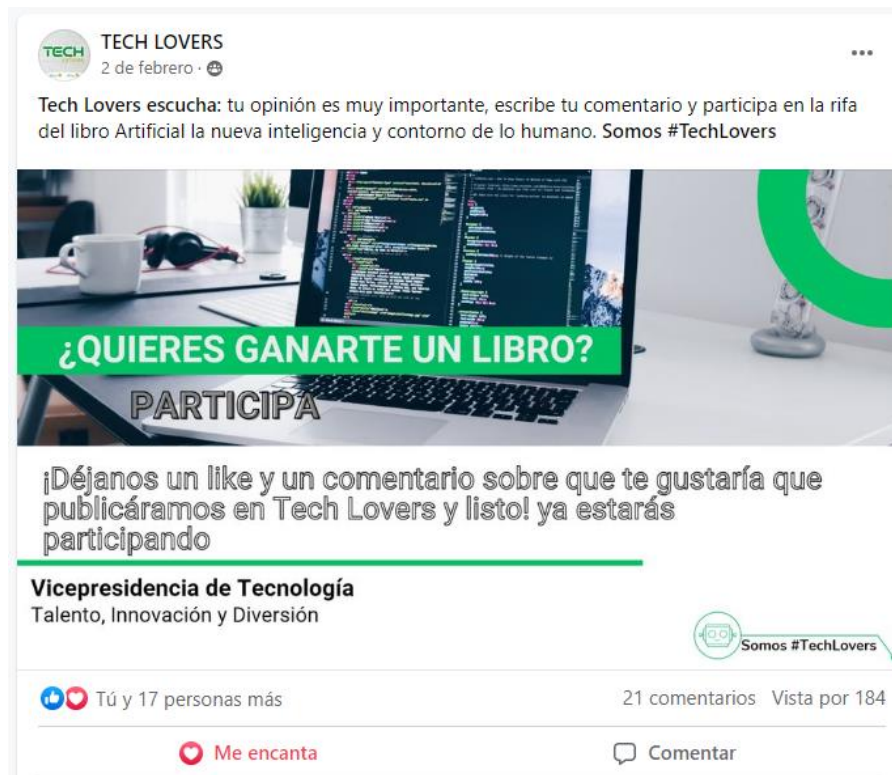 TECH
TECH LOVERS
2 de febrero ·
Tech Lovers escucha: tu opinión es muy importante, escribe tu comentario y participa en la rifa
del libro Artificial la nueva inteligencia y contorno de lo humano. Somos #TechLovers
¿QUIERES GANARTE UN LIBRO?
PARTICIPA
¡Déjanos un like y un comentario sobre que te gustaría que
publicáramos en Tech Lovers y listo! ya estarás
participando
Vicepresidencia de Tecnología
Talento, Innovación y Diversión
Somos #TechLovers
Tú y 17 personas más
21 comentarios Vista por 184
Me encanta
Comentar